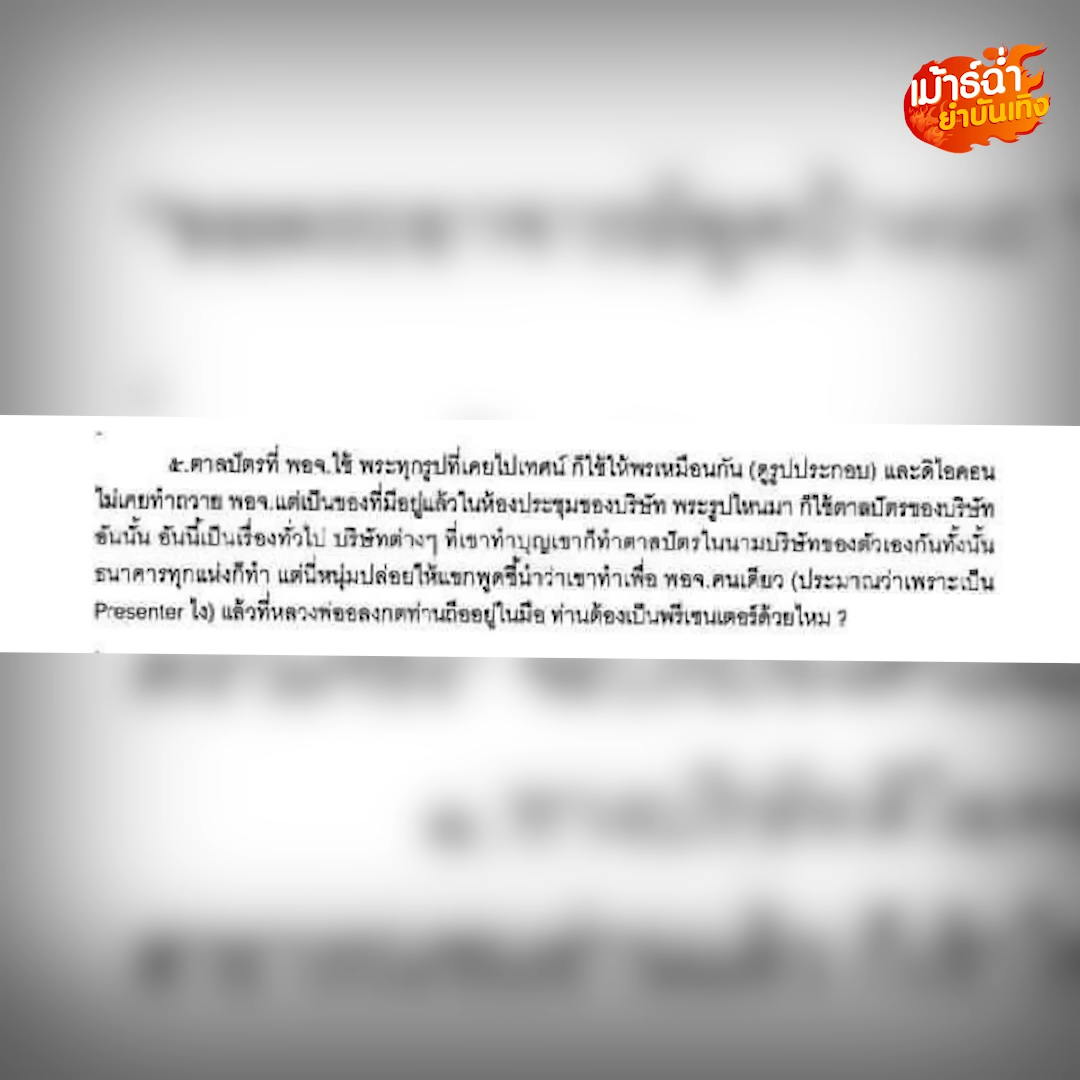 เม้าธ์ฉ่ำ
ยำบันเทิง
๕.ตาลปัตรที่ พอจ.ใช้ พระทุกรูปที่เคยไปเทศน์ ก็ใช้ให้พรเหมือนกัน (ดูรูปประกอบ) และดิไอคอน
ไม่เคยทำถวาย พอจ.แต่เป็นของที่มีอยู่แล้วในห้องประชุมของบริษัท พระรูปไหนมา ก็ใช้ตาลปัตรของบริษัท
อันนั้น อันนี้เป็นเรื่องทั่วไป บริษัทต่างๆ ที่เขาทำบุญเขาก็ทำตาลปัตรในนามบริษัทของตัวเองกันทั้งนั้น
ธนาคารทุกแห่งก็ทำ แต่นี่หนุ่มปล่อยให้แขกพูดชี้นำว่าเขาทำเพื่อ พอจ.คนเดียว (ประมาณว่าเพราะเป็น
Presenter ไง) แล้วที่หลวงพ่ออลงกตท่านถืออยู่ในมือ ท่านต้องเป็นพรีเซนเตอร์ด้วยไหม ?